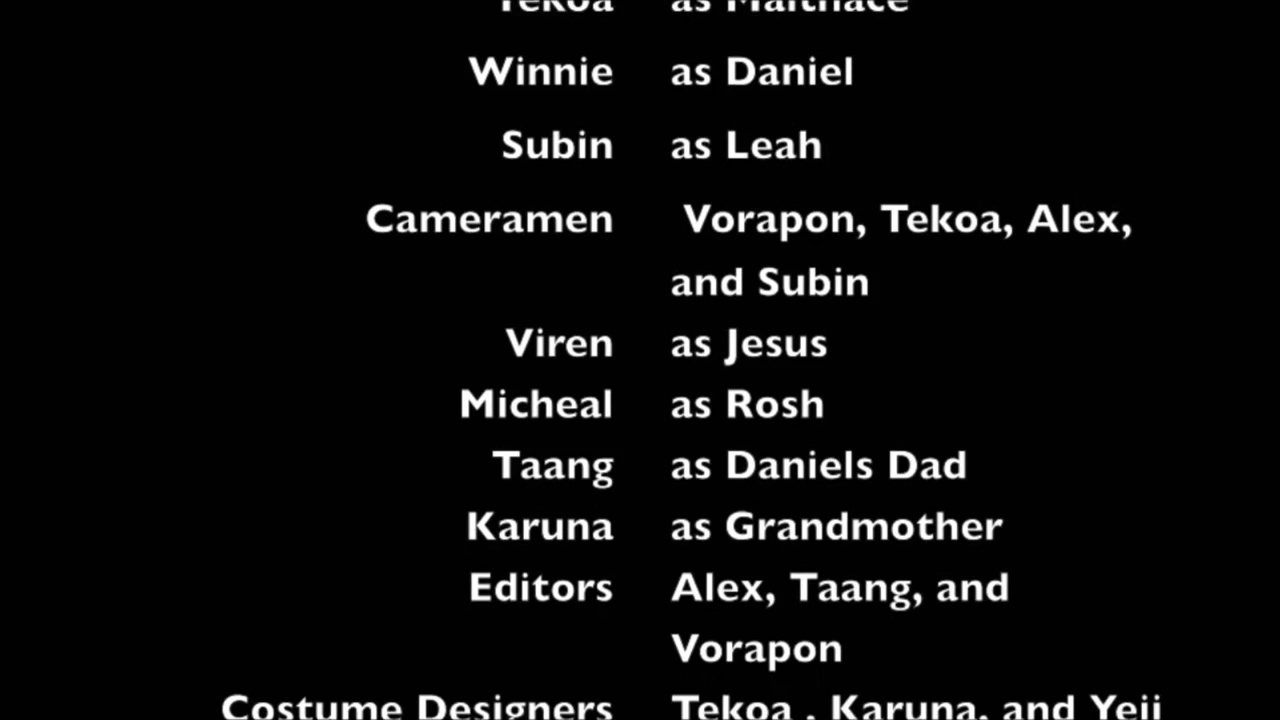 Tekoa as Malthace
Winnie as Daniel
Subin as Leah
Cameramen Vorapon, Tekoa, Alex,
and Subin
Viren as Jesus
Micheal as Rosh
Taang as Daniels Dad
Karuna as Grandmother
Editors Alex, Taang, and
Vorapon
Costume Designers Tekoa , Karuna, and Yeji